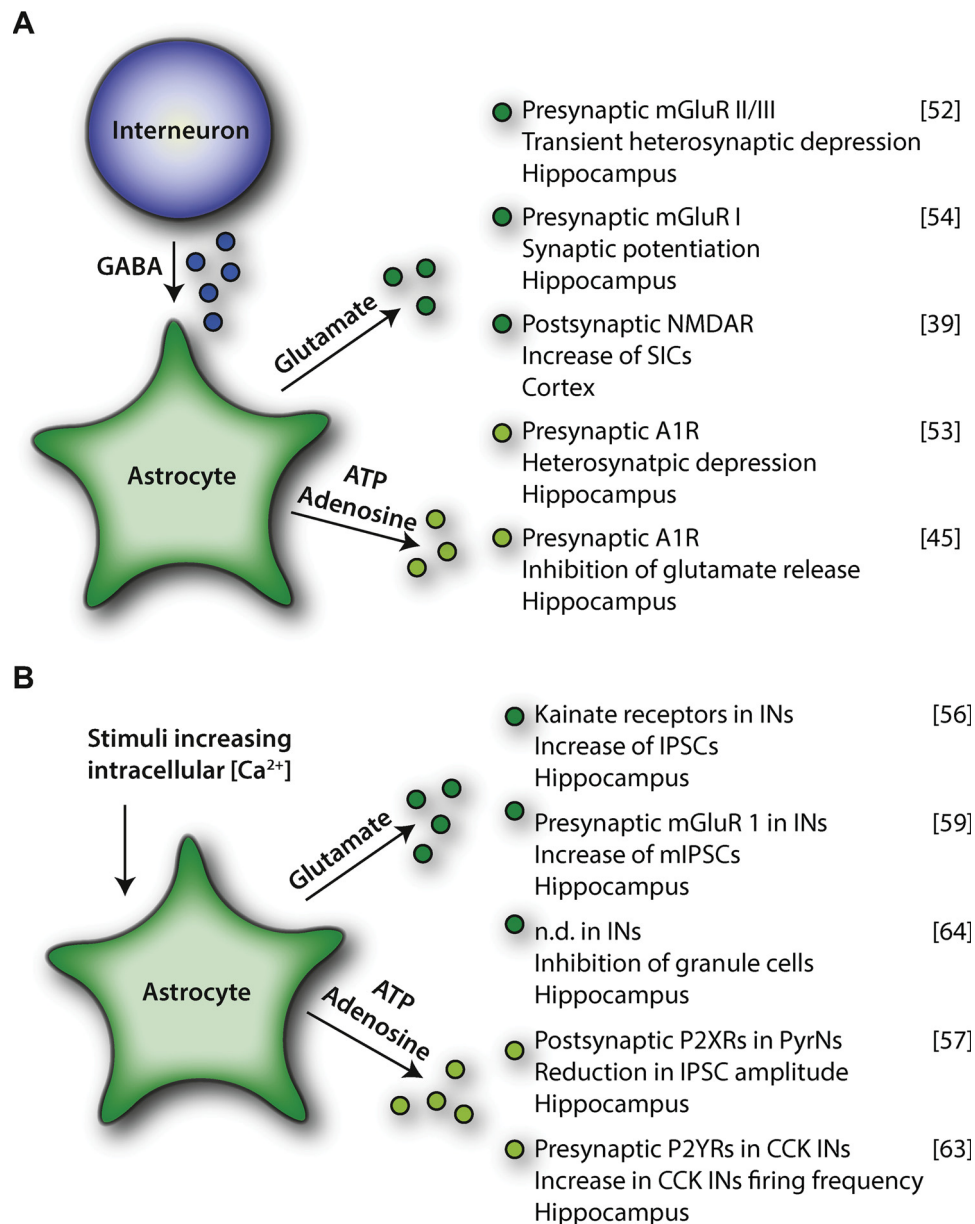 A
Interneuron
GABA
Glutamate
Astrocyte
ATP
Adenosine
Presynaptic mGluR II/III [52]
Transient heterosynaptic depression
Hippocampus
Presynaptic mGluR I [54]
Synaptic potentiation
Hippocampus
Postsynaptic NMDAR [39]
Increase of SICs
Cortex
Presynaptic A1R [53]
Heterosynatpic depression
Hippocampus
Presynaptic A1R [45]
Inhibition of glutamate release
Hippocampus
B
Stimuli increasing
intracellular [Ca²⁺]
Glutamate
Astrocyte
ATP
Adenosine
Kainate receptors in INs [56]
Increase of IPSCs
Hippocampus
Presynaptic mGluR 1 in INs [59]
Increase of mIPSCs
Hippocampus
n.d. in INs [64]
Inhibition of granule cells
Hippocampus
Postsynaptic P2XRs in PyrNs [57]
Reduction in IPSC amplitude
Hippocampus
Presynaptic P2YRs in CCK INs [63]
Increase in CCK INs firing frequency
Hippocampus